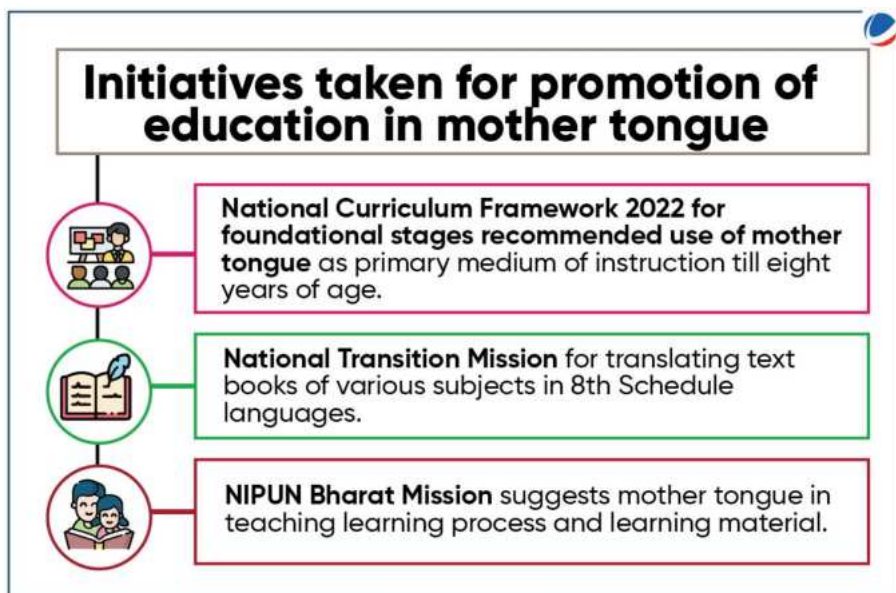 Initiatives taken for promotion of
education in mother tongue
National Curriculum Framework 2022 for
foundational stages recommended use of mother
tongue as primary medium of instruction till eight
years of age.
National Transition Mission for translating text
books of various subjects in 8th Schedule
languages.
NIPUN Bharat Mission suggests mother tongue in
teaching learning process and learning material.